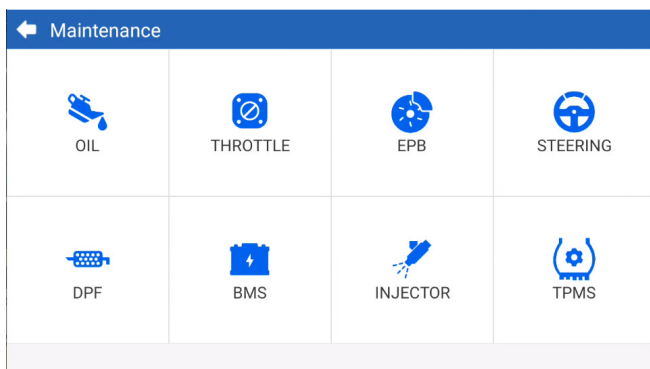 Maintenance
OIL
THROTTLE
EPB
STEERING
DPF
BMS
INJECTOR
TPMS